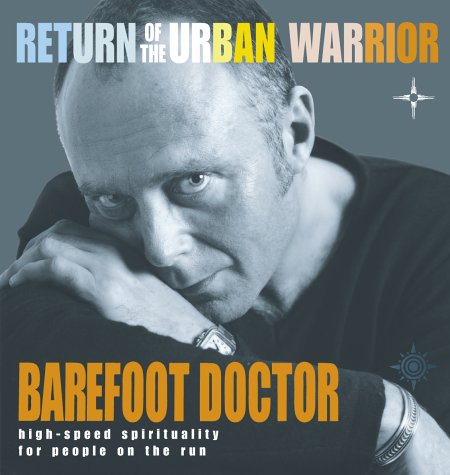 RETURN OF THE URBAN WARRIOR
BAREFOOT DOCTOR
high-speed spirituality
for people on the run